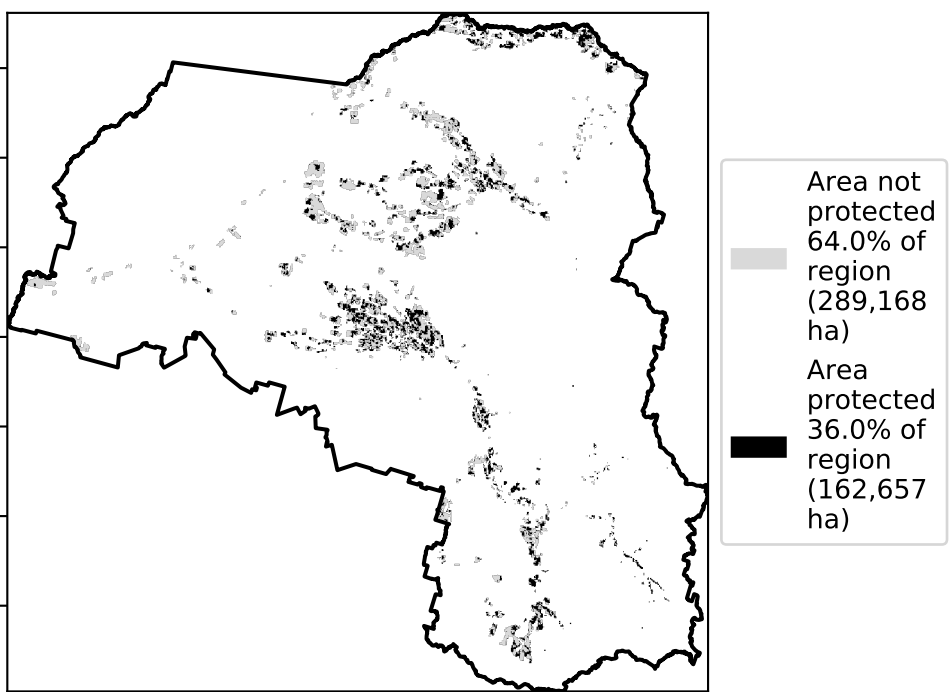 Area not
protected
64.0% of
region
(289,168
ha)
Area
protected
36.0% of
region
(162,657
ha)